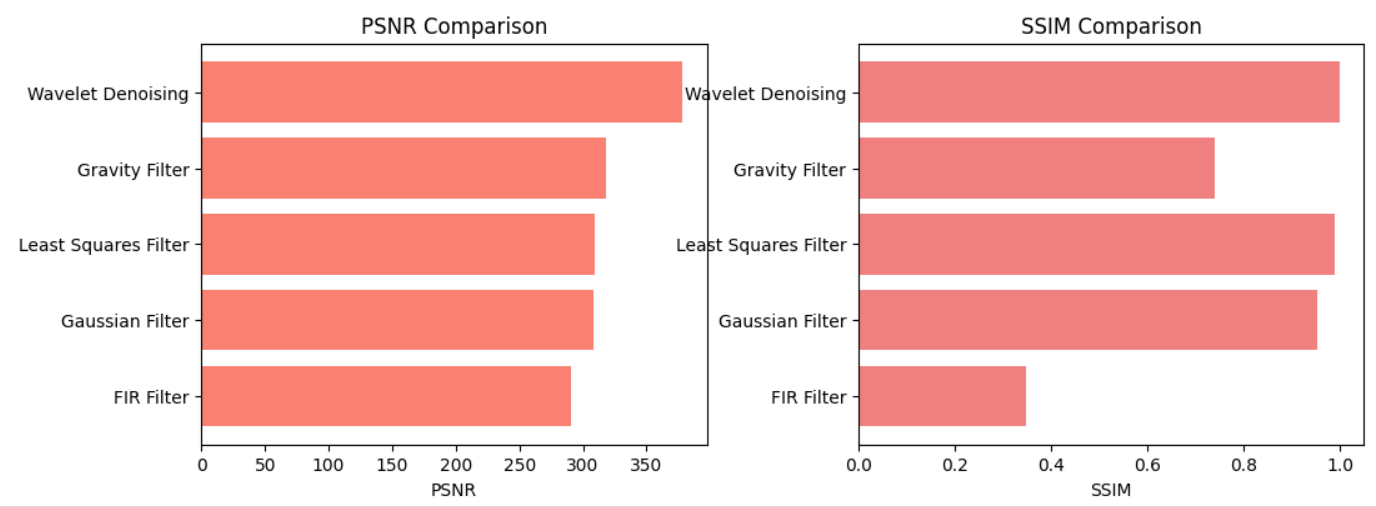 PSNR Comparison
Wavelet Denoising
Gravity Filter
Least Squares Filter
Gaussian Filter
FIR Filter
0 50 100 150 200 250 300 350
PSNR
SSIM Comparison
Wavelet Denoising
Gravity Filter
Least Squares Filter
Gaussian Filter
FIR Filter
0.0 0.2 0.4 0.6 0.8 1.0
SSIM